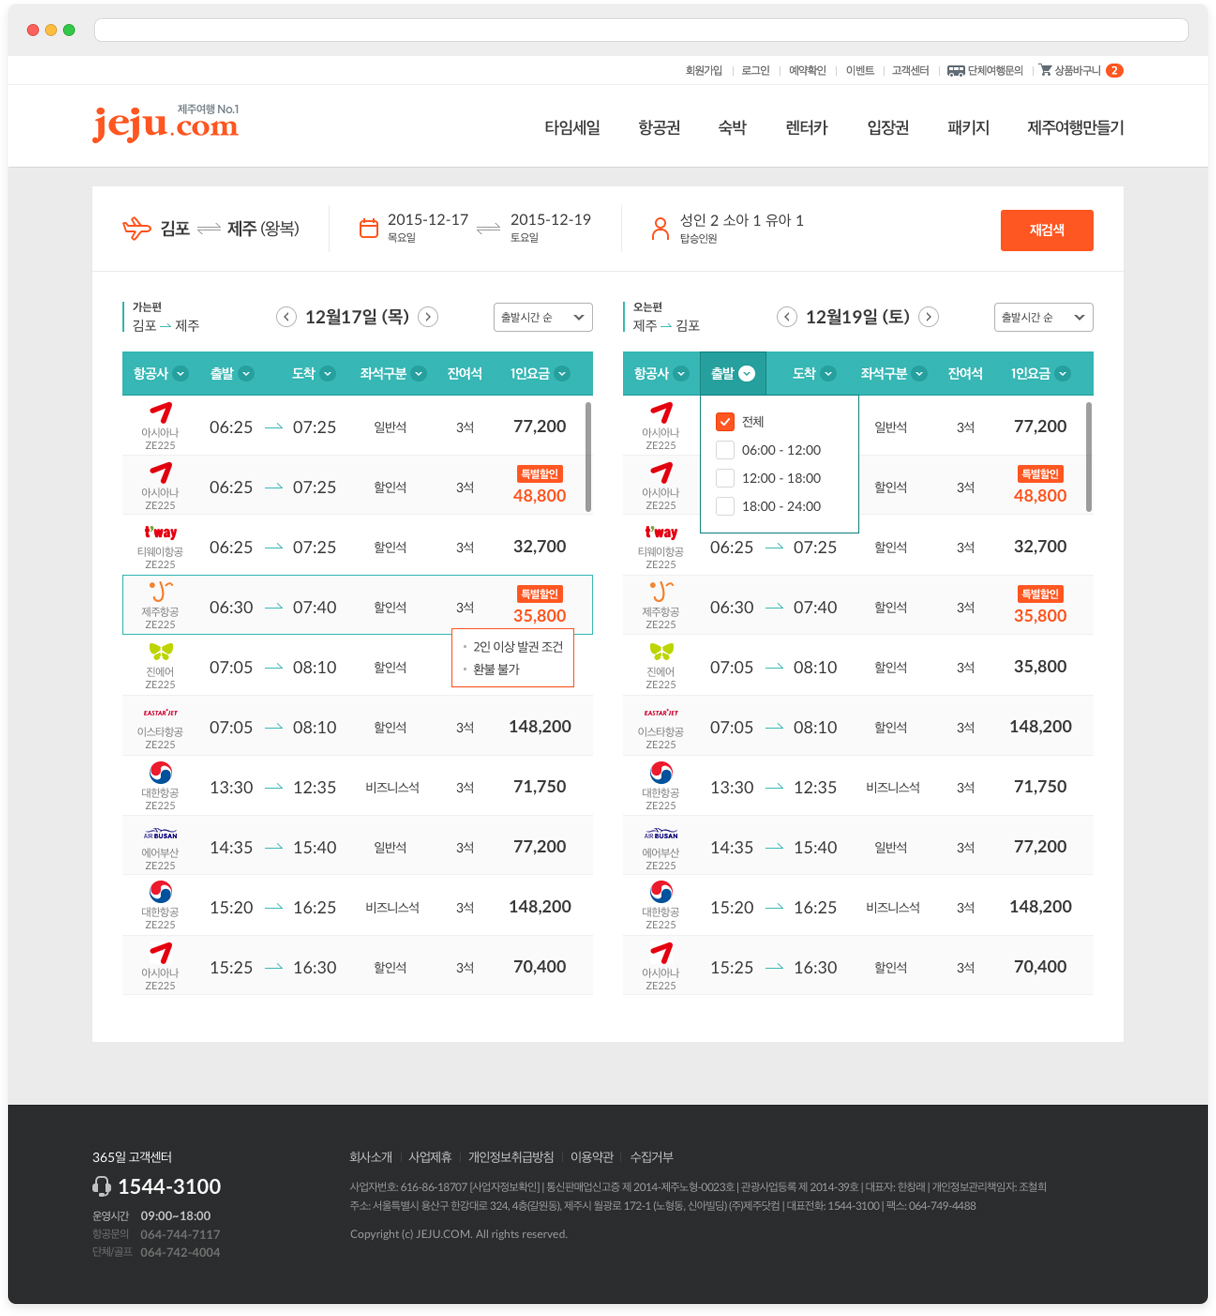 회원가입 | 로그인 | 예약확인 | 이벤트 | 고객센터 | 단체여행문의 | 상품바구니 2
제주여행 No.1
jeju.com
타임세일 항공권 숙박 렌터카 입장권 패키지 제주여행만들기
김포 제주 (왕복)
2015-12-17 2015-12-19
목요일 토요일
성인 2 소아 1 유아 1
탑승인원
재검색
가는편
김포 → 제주
12월17일 (목)
출발시간 순
항공사 출발 도착 좌석구분 잔여석 1인요금
아시아나
ZE225
06:25 → 07:25 일반석 3석 77,200
아시아나
ZE225
06:25 → 07:25 할인석 3석
특별할인
48,800
t'way
티웨이항공
ZE225
06:25 → 07:25 할인석 3석 32,700
제주항공
ZE225
06:30 → 07:40 할인석 3석
특별할인
35,800
2인 이상 발권 조건
환불 불가
진에어
ZE225
07:05 → 08:10 할인석
EASTAR JET
이스타항공
ZE225
07:05 → 08:10 할인석 3석 148,200
대한항공
ZE225
13:30 → 12:35 비즈니스석 3석 71,750
AIR BUSAN
에어부산
ZE225
14:35 → 15:40 일반석 3석 77,200
대한항공
ZE225
15:20 → 16:25 비즈니스석 3석 148,200
아시아나
ZE225
15:25 → 16:30 할인석 3석 70,400
오는편
제주 → 김포
12월19일 (토)
출발시간 순
항공사 출발 도착 좌석구분 잔여석 1인요금
전체
06:00 - 12:00
12:00 - 18:00
18:00 - 24:00
아시아나
ZE225
일반석 3석 77,200
아시아나
ZE225
할인석 3석
특별할인
48,800
t'way
티웨이항공
ZE225
06:25 → 07:25 할인석 3석 32,700
제주항공
ZE225
06:30 → 07:40 할인석 3석
특별할인
35,800
진에어
ZE225
07:05 → 08:10 할인석 3석 35,800
EASTAR JET
이스타항공
ZE225
07:05 → 08:10 할인석 3석 148,200
대한항공
ZE225
13:30 → 12:35 비즈니스석 3석 71,750
AIR BUSAN
에어부산
ZE225
14:35 → 15:40 일반석 3석 77,200
대한항공
ZE225
15:20 → 16:25 비즈니스석 3석 148,200
아시아나
ZE225
15:25 → 16:30 할인석 3석 70,400
365일 고객센터
1544-3100
운영시간 09:00~18:00
항공문의 064-744-7117
단체/골프 064-742-4004
회사소개 | 사업제휴 | 개인정보취급방침 | 이용약관 | 수집거부
사업자번호: 616-86-18707 [사업자정보확인] | 통신판매업신고증 제 2014-제주노형-0023호 | 관광사업등록 제 2014-39호 | 대표자: 한창래 | 개인정보관리책임자: 조철희
주소: 서울특별시 용산구 한강대로 324, 4층(갈원동), 제주시 월광로 172-1 (노형동, 신아빌딩) (주)제주닷컴 | 대표전화: 1544-3100 | 팩스: 064-749-4488
Copyright (c) JEJU.COM. All rights reserved.